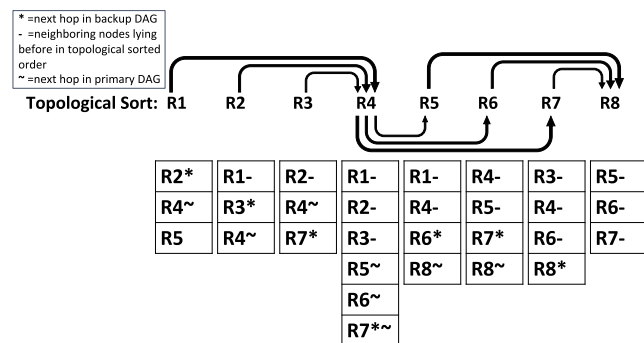 * =next hop in backup DAG
- =neighboring nodes lying
before in topological sorted
order
~ =next hop in primary DAG
Topological Sort: R1 R2 R3 R4 R5 R6 R7 R8
R2* R1- R2- R1- R1- R4- R3- R5-
R4~ R3* R4~ R2- R4- R5- R4- R6-
R5 R4~ R7* R3- R6* R7* R6- R7-
R5~ R8~ R8~ R8*
R6~
R7*~